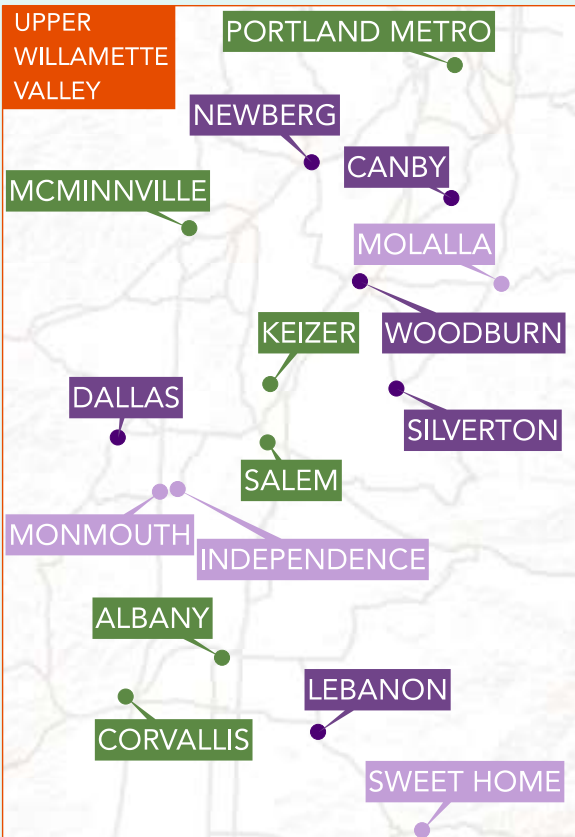 UPPER
WILLAMETTE
VALLEY
PORTLAND METRO
NEWBERG
CANBY
MCMINNVILLE
MOLALLA
KEIZER
WOODBURN
DALLAS
SILVERTON
SALEM
MONMOUTH
INDEPENDENCE
ALBANY
LEBANON
CORVALLIS
SWEET HOME